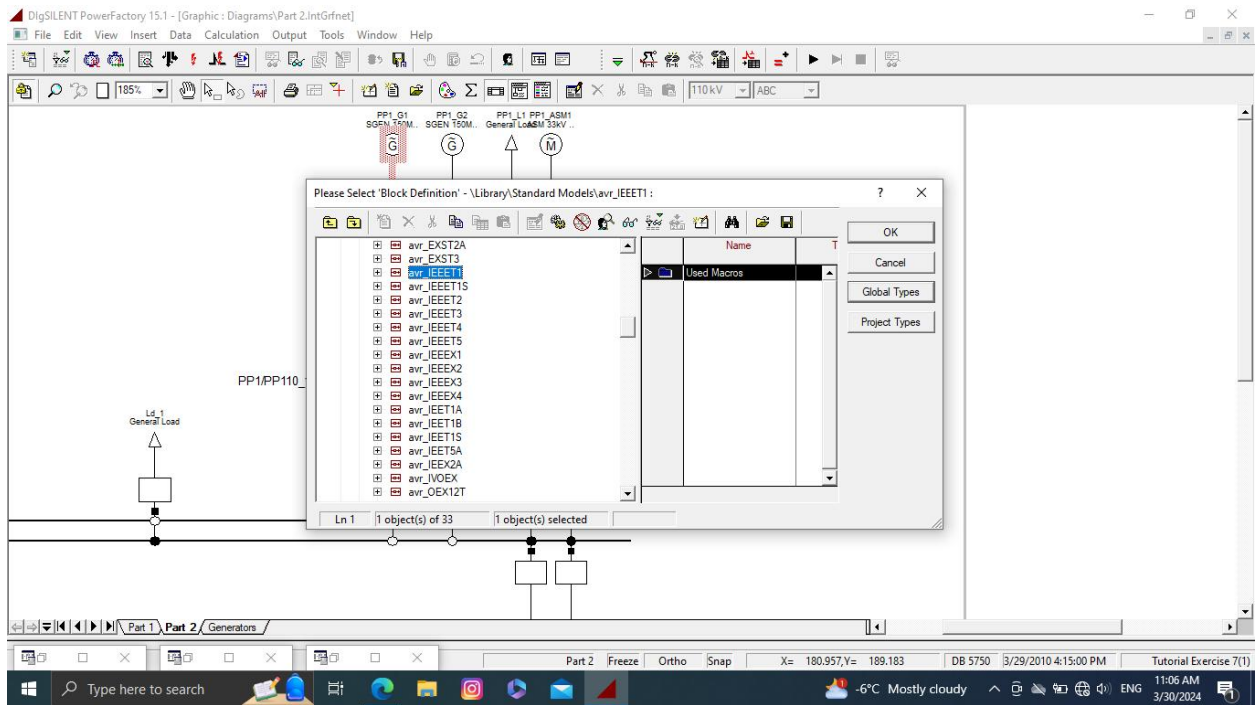 DIgSILENT PowerFactory 15.1 - [Graphic : Diagrams\Part 2.IntGrfnet]
File Edit View Insert Data Calculation Output Tools Window Help
185%
110 kV
ABC
PP1_G1
SGEN 150M..
PP1_G2
SGEN 150M..
PP1_L1
General Load
PP1_ASM1
ASM 33kV ..
G
G
M
Please Select 'Block Definition' - \Library\Standard Models\avr_IEEET1 :
? X
avr_EXST2A
avr_EXST3
avr_IEEET1
avr_IEEET1S
avr_IEEET2
avr_IEEET3
avr_IEEET4
avr_IEEET5
avr_IEEEX1
avr_IEEEX2
avr_IEEEX3
avr_IEEEX4
avr_IEET1A
avr_IEET1B
avr_IEET1S
avr_IEET5A
avr_IEEX2A
avr_IVOEX
avr_OEX12T
Name
T
Used Macros
OK
Cancel
Global Types
Project Types
Ln 1
1 object(s) of 33
1 object(s) selected
PP1/PP110_
Ld_1
General Load
Part 1
Part 2
Generators
Part 2
Freeze
Ortho
Snap
X= 180.957,Y= 189.183
DB 5750
3/29/2010 4:15:00 PM
Tutorial Exercise 7(1)
Type here to search
-6°C Mostly cloudy
ENG
11:06 AM
3/30/2024